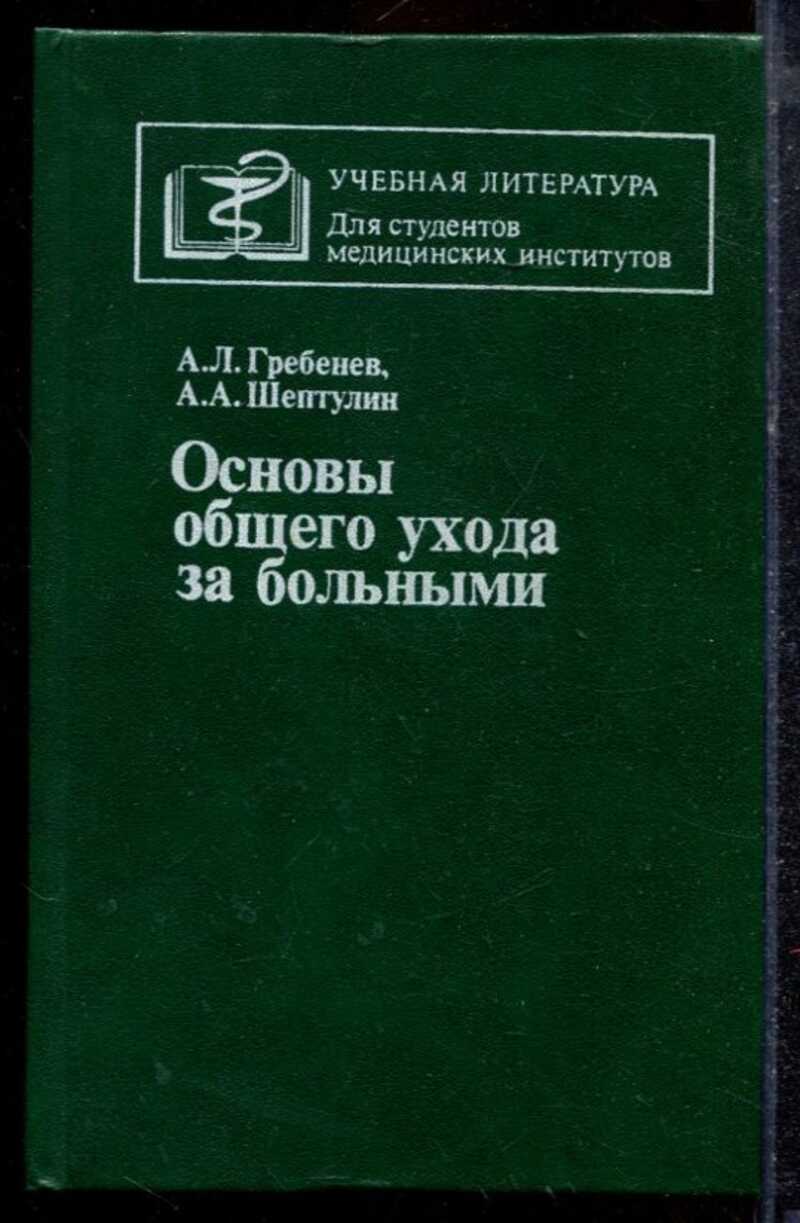 УЧЕБНАЯ ЛИТЕРАТУРА
Для студентов
медицинских институтов
А.Л. Гребенев,
А.А. Шептулин
Основы
общего ухода
за больными